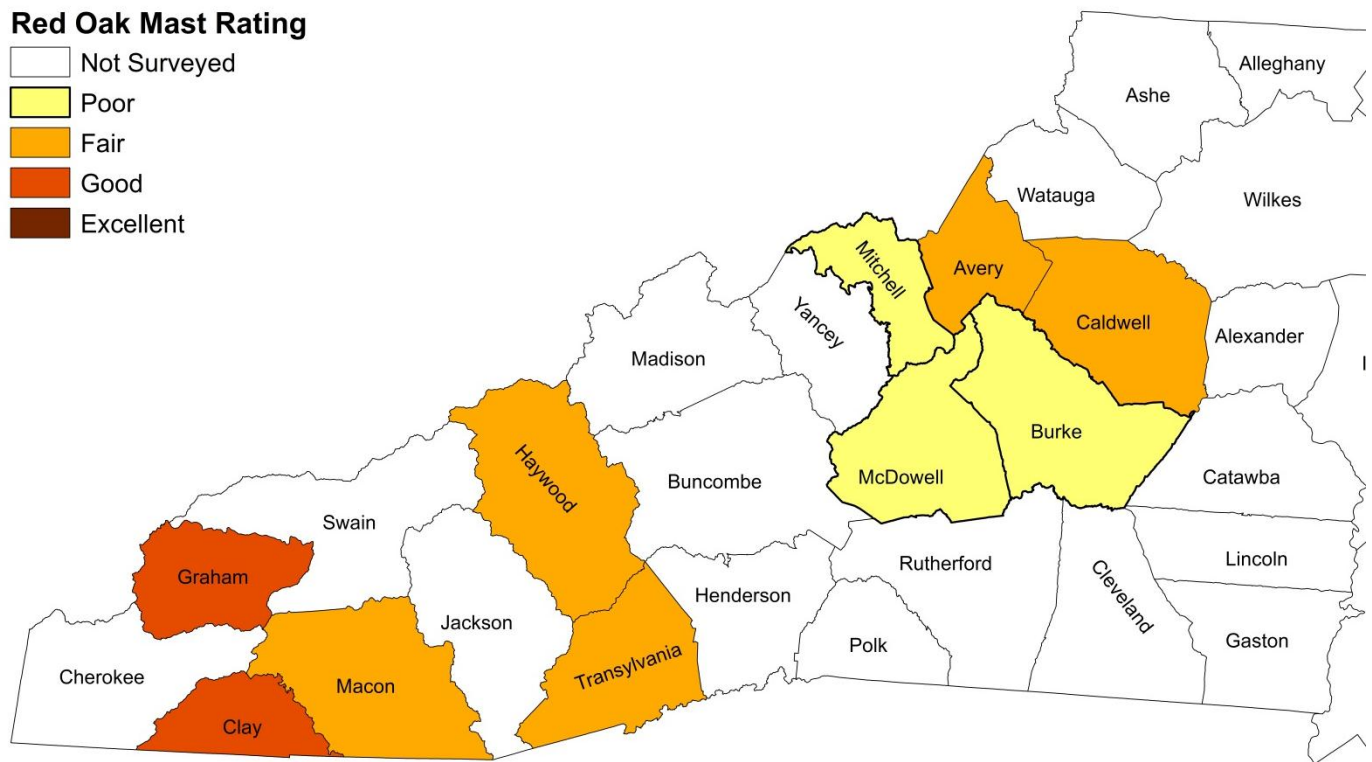 Red Oak Mast Rating
Not Surveyed
Poor
Fair
Good
Excellent
Alleghany
Ashe
Watauga
Wilkes
Mitchell
Avery
Yancey
Caldwell
Alexander
Madison
I
Burke
Haywood
McDowell
Buncombe
Catawba
Swain
Rutherford
Lincoln
Graham
Henderson
Cleveland
Jackson
Polk
Gaston
Cherokee
Macon
Transylvania
Clay